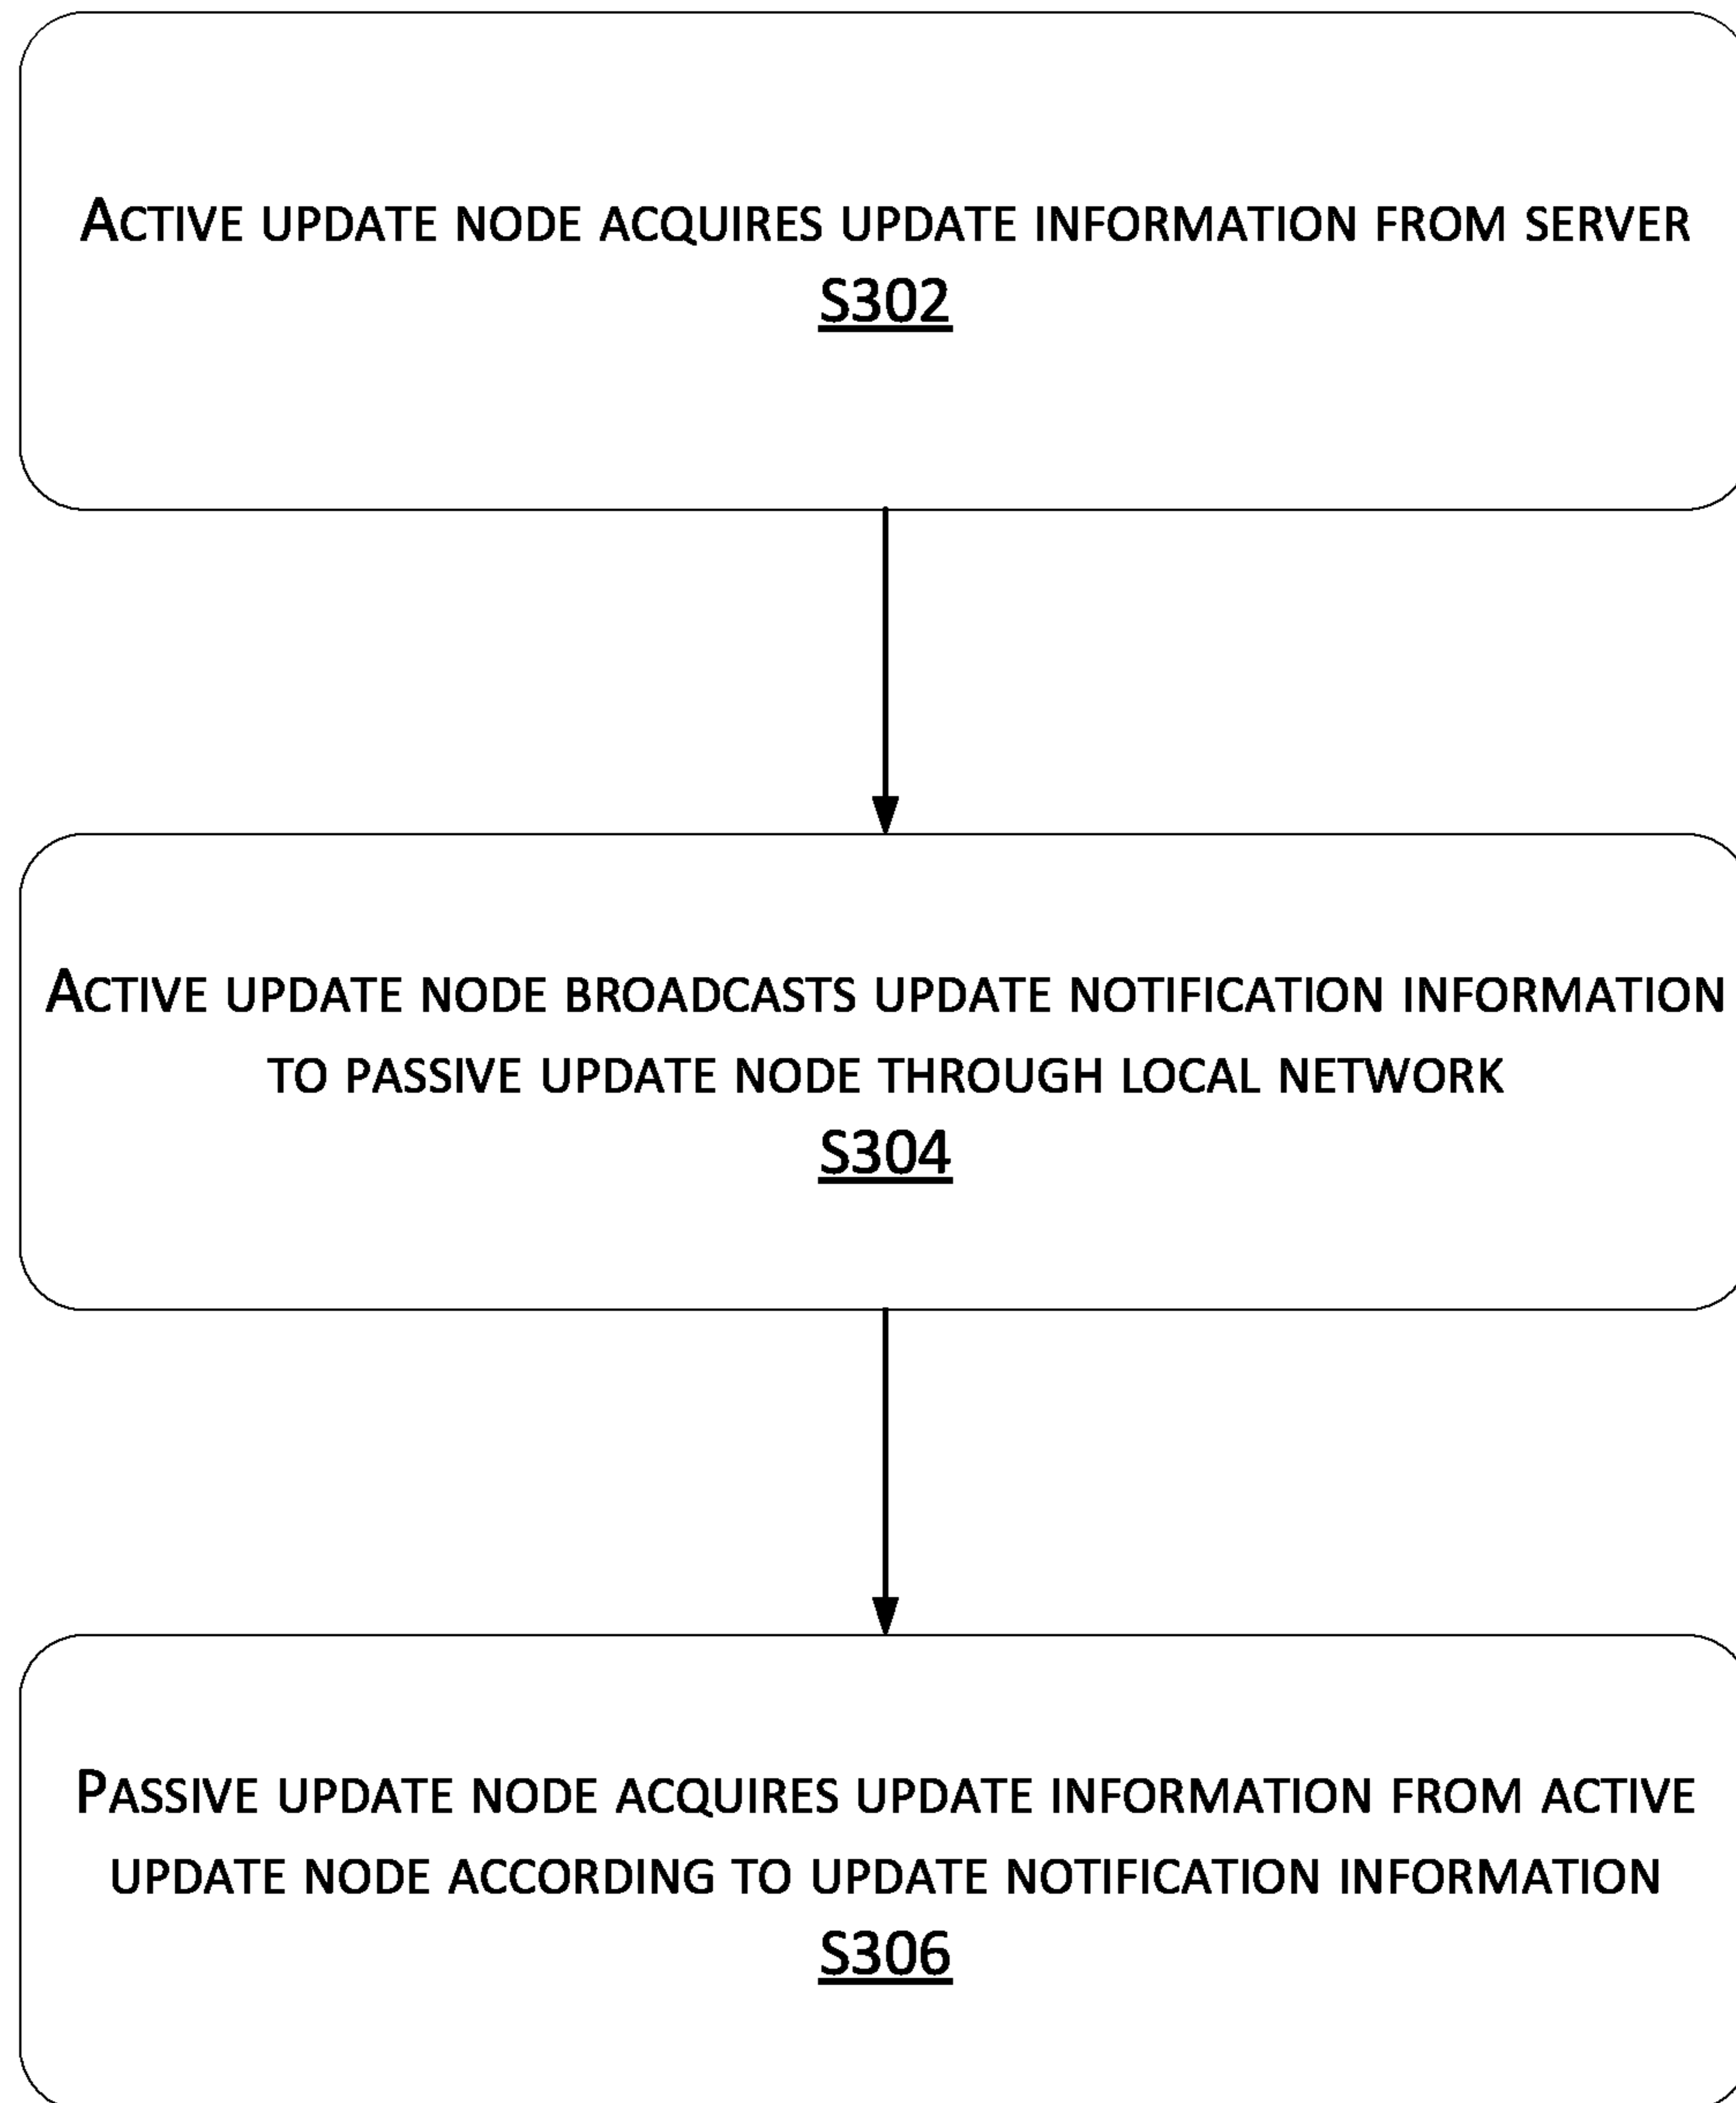 Active update node acquires update information from server
S302
Active update node broadcasts update notification information
to passive update node through local network
S304
Passive update node acquires update information from active
update node according to update notification information
S306